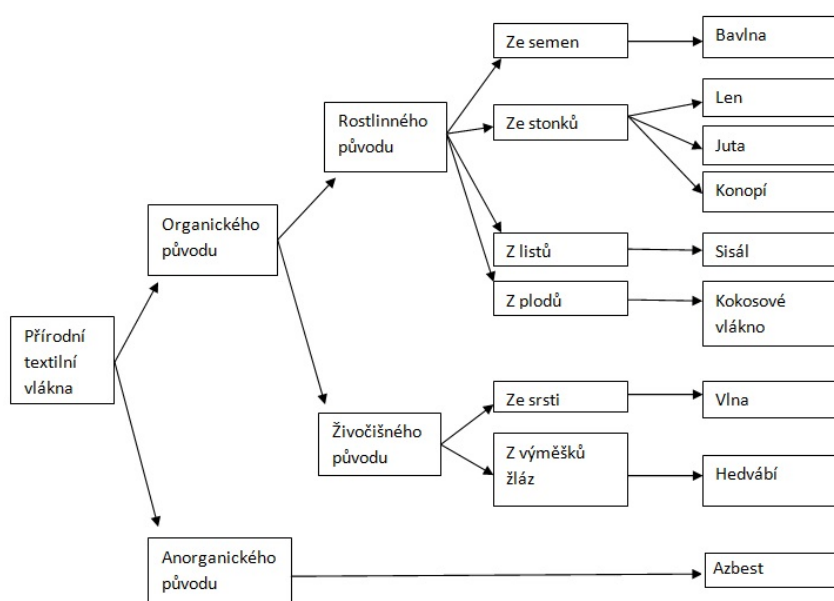 Přírodní
textilní
vlákna
Organického
původu
Rostlinného
původu
Ze semen
Bavlna
Ze stonků
Len
Juta
Konopí
Z listů
Sisál
Z plodů
Kokosové
vlákno
Živočišného
původu
Ze srsti
Vlna
Z výměšků
žláz
Hedvábí
Anorganického
původu
Azbest